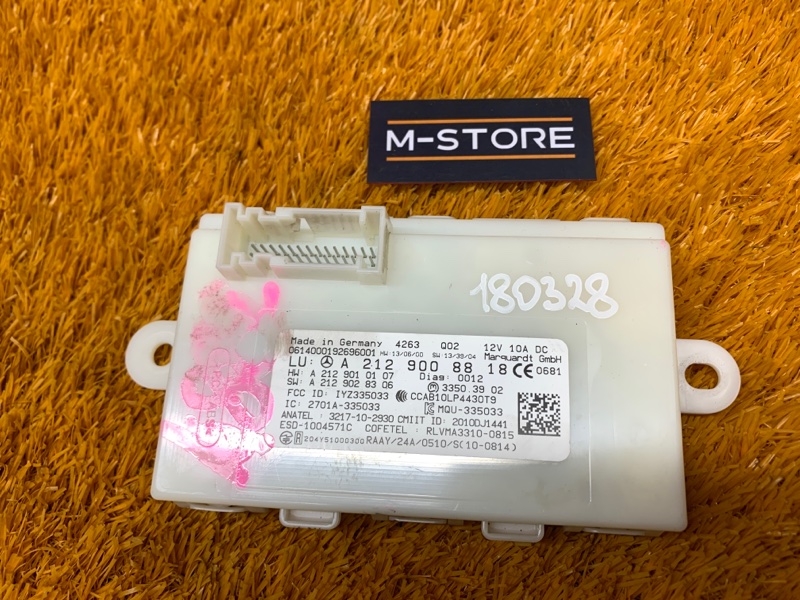 M-STORE
180328
Made in Germany 4263 Q02 12V 10A DC
0614000192696001 HW:13/06/00 SW:13/39/04 Marquardt GmbH
LU: A 212 900 88 18 CE 0681
HW: A 212 901 01 07 Diag: 0012
SW: A 212 902 83 06 3350.39 02
FCC ID: IYZ335033 CCAB10LP4430T9
IC: 2701A-335033 MQU-335033
ANATEL: 3217-10-2930 CMIIT ID: 2010DJ1441
ESD-1004571C COFETEL: RLVMA3310-0815
R 204Y51000300 RAAY/24A/0510/S(10-0814)